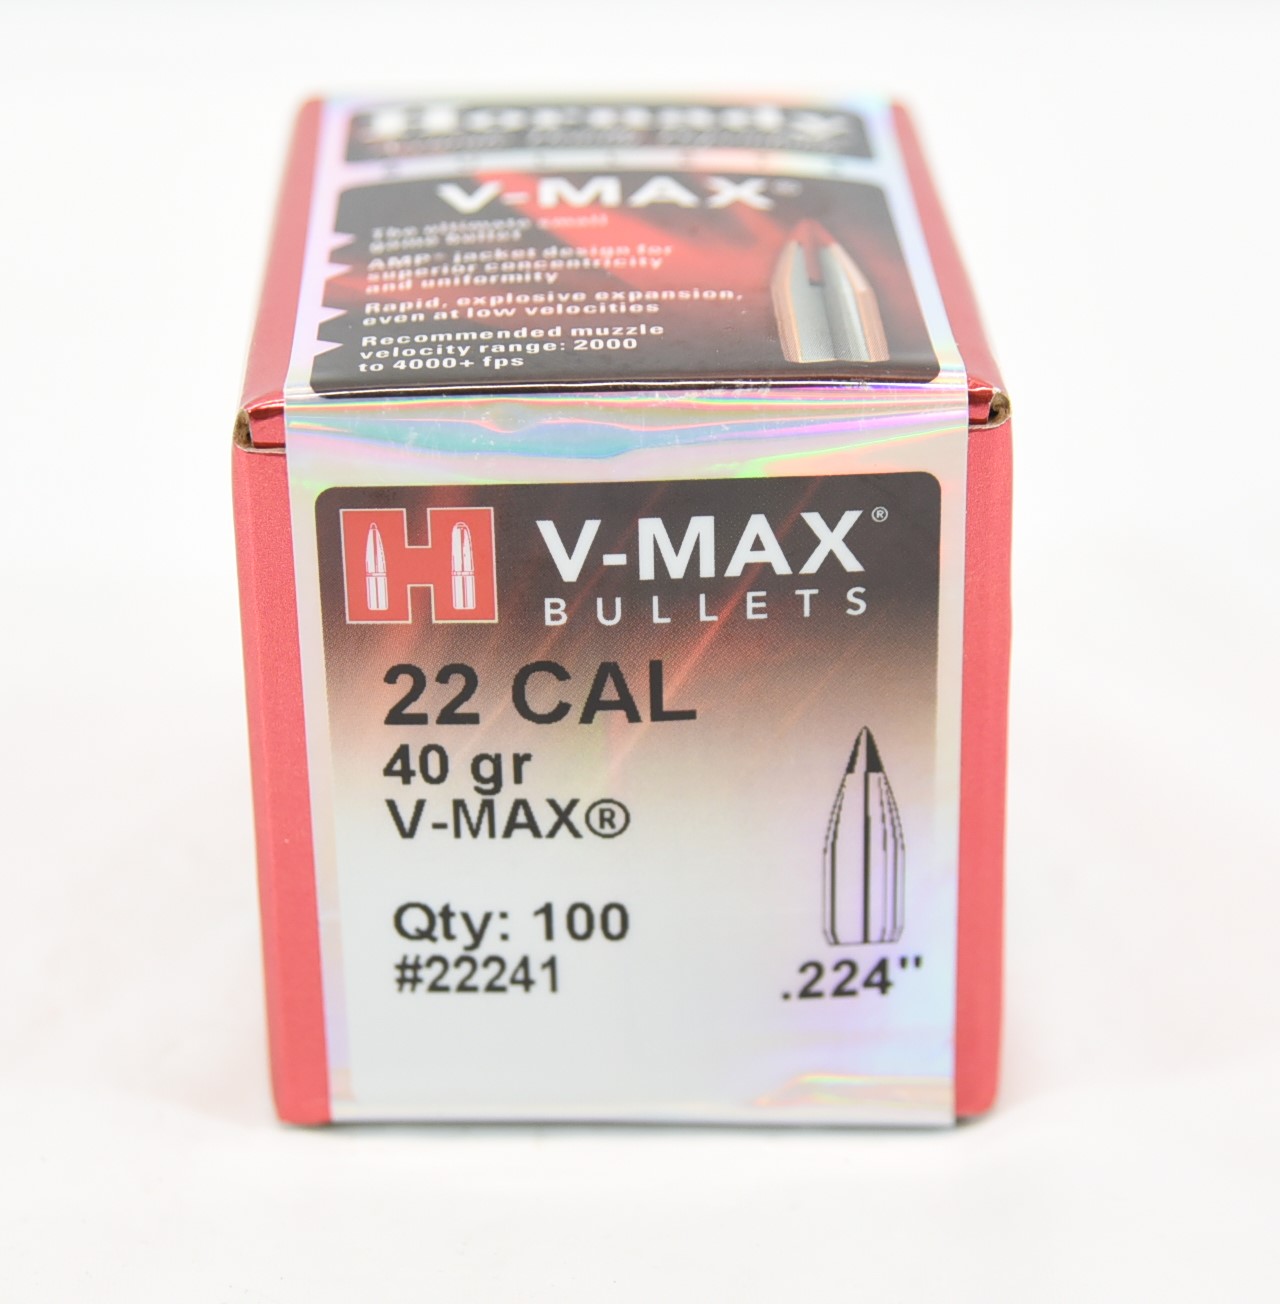 Hornady
V-MAX®
The ultimate small
game bullet
AMP® jacket design for
superior concentricity
and uniformity
Rapid, explosive expansion,
even at low velocities
Recommended muzzle
velocity range: 2000
to 4000+ fps
H V-MAX®
BULLETS
22 CAL
40 gr
V-MAX®
Qty: 100
#22241
.224"